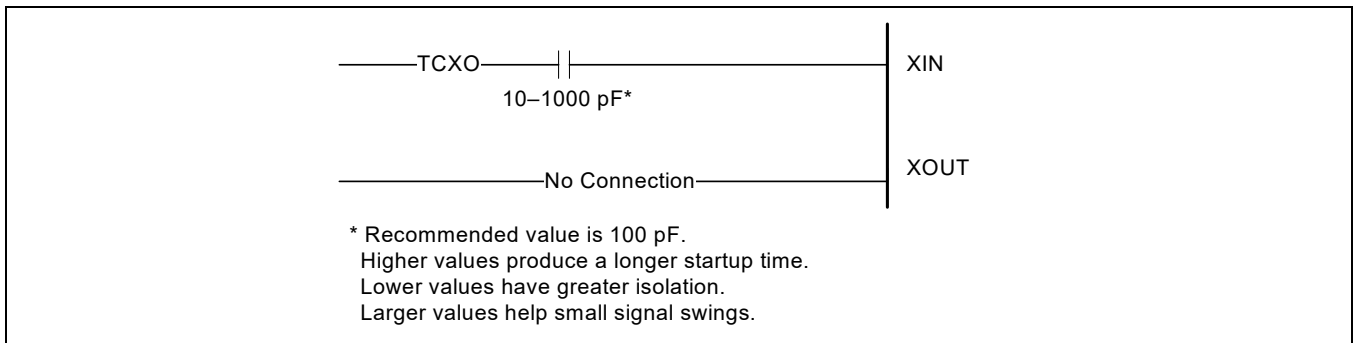 TCXO
XIN
10–1000 pF*
No Connection
XOUT
* Recommended value is 100 pF.
Higher values produce a longer startup time.
Lower values have greater isolation.
Larger values help small signal swings.